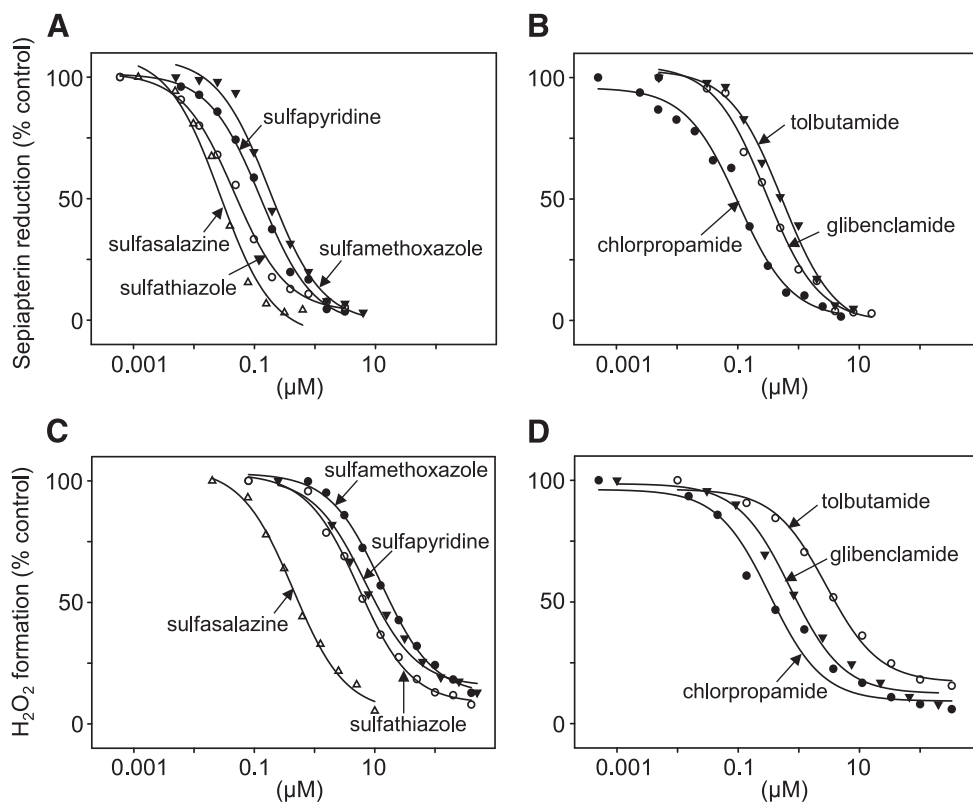 A
Sepiapterin reduction (% control)
100
50
0
sulfapyridine
sulfasalazine
sulfamethoxazole
sulfathiazole
0.001
0.1
10
(µM)
B
100
50
0
tolbutamide
glibenclamide
chlorpropamide
0.001
0.1
10
(µM)
C
H2O2 formation (% control)
100
50
0
sulfamethoxazole
sulfapyridine
sulfasalazine
sulfathiazole
0.001
0.1
10
(µM)
D
100
50
0
tolbutamide
glibenclamide
chlorpropamide
0.001
0.1
10
(µM)